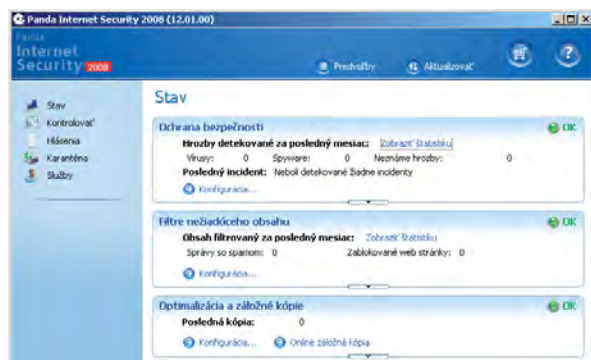 Panda Internet Security 2008 (12.01.00)
Panda
Internet
Security 2008
Predvoľby
Aktualizovať
Stav
Kontrolovať
Hlásenia
Karanténa
Služby
Stav
Ochrana bezpečnosti
OK
Hrozby detekované za posledný mesiac: Zobraziť štatistiku
Vírusy: 0 Spyware: 0 Neznáme hrozby: 0
Posledný incident: Neboli detekované žiadne incidenty
Konfigurácia...
Filtre nežiadúceho obsahu
OK
Obsah filtrovaný za posledný mesiac: Zobraziť štatistiku
Správy so spamom: 0 Zablokované web stránky: 0
Konfigurácia...
Optimalizácia a záložné kópie
OK
Posledná kópia: 0
Konfigurácia... Online záložná kópia